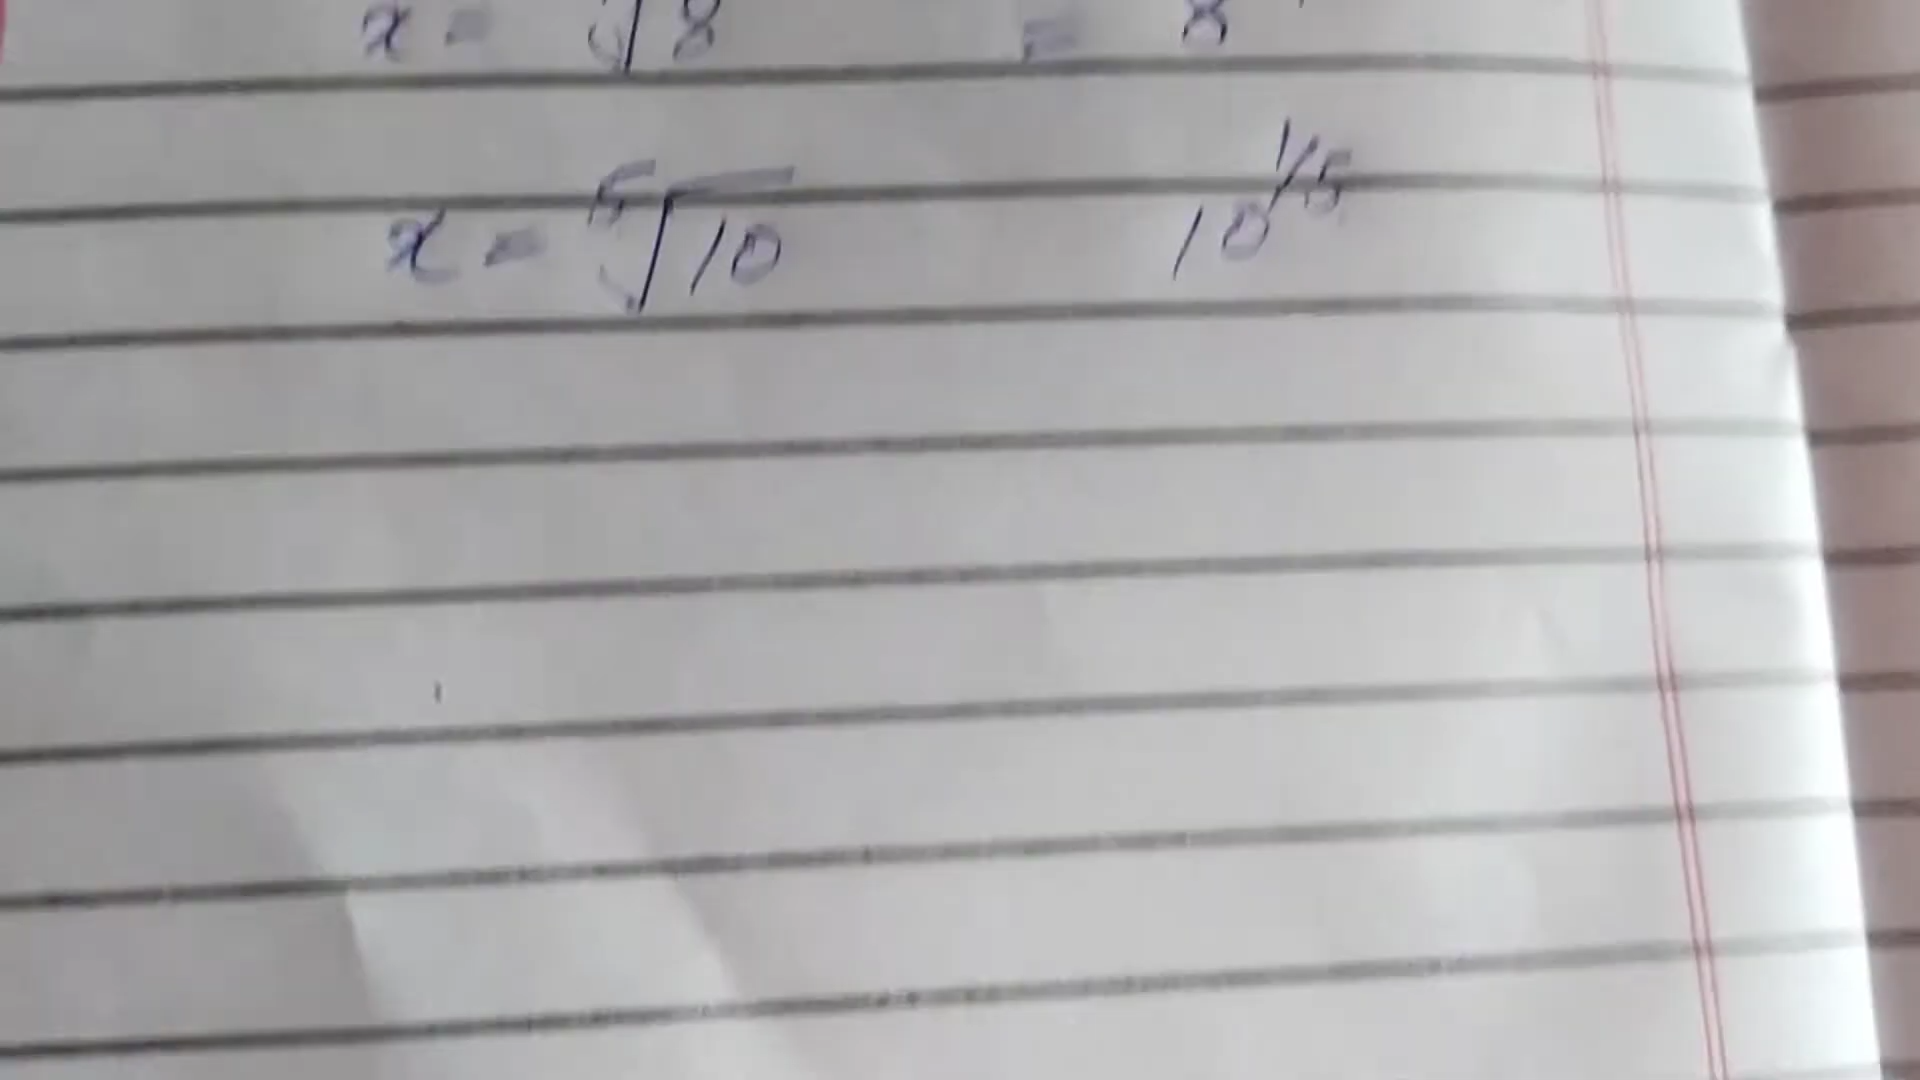 x = √8 = 8
x = ⁵√10 10^1/5